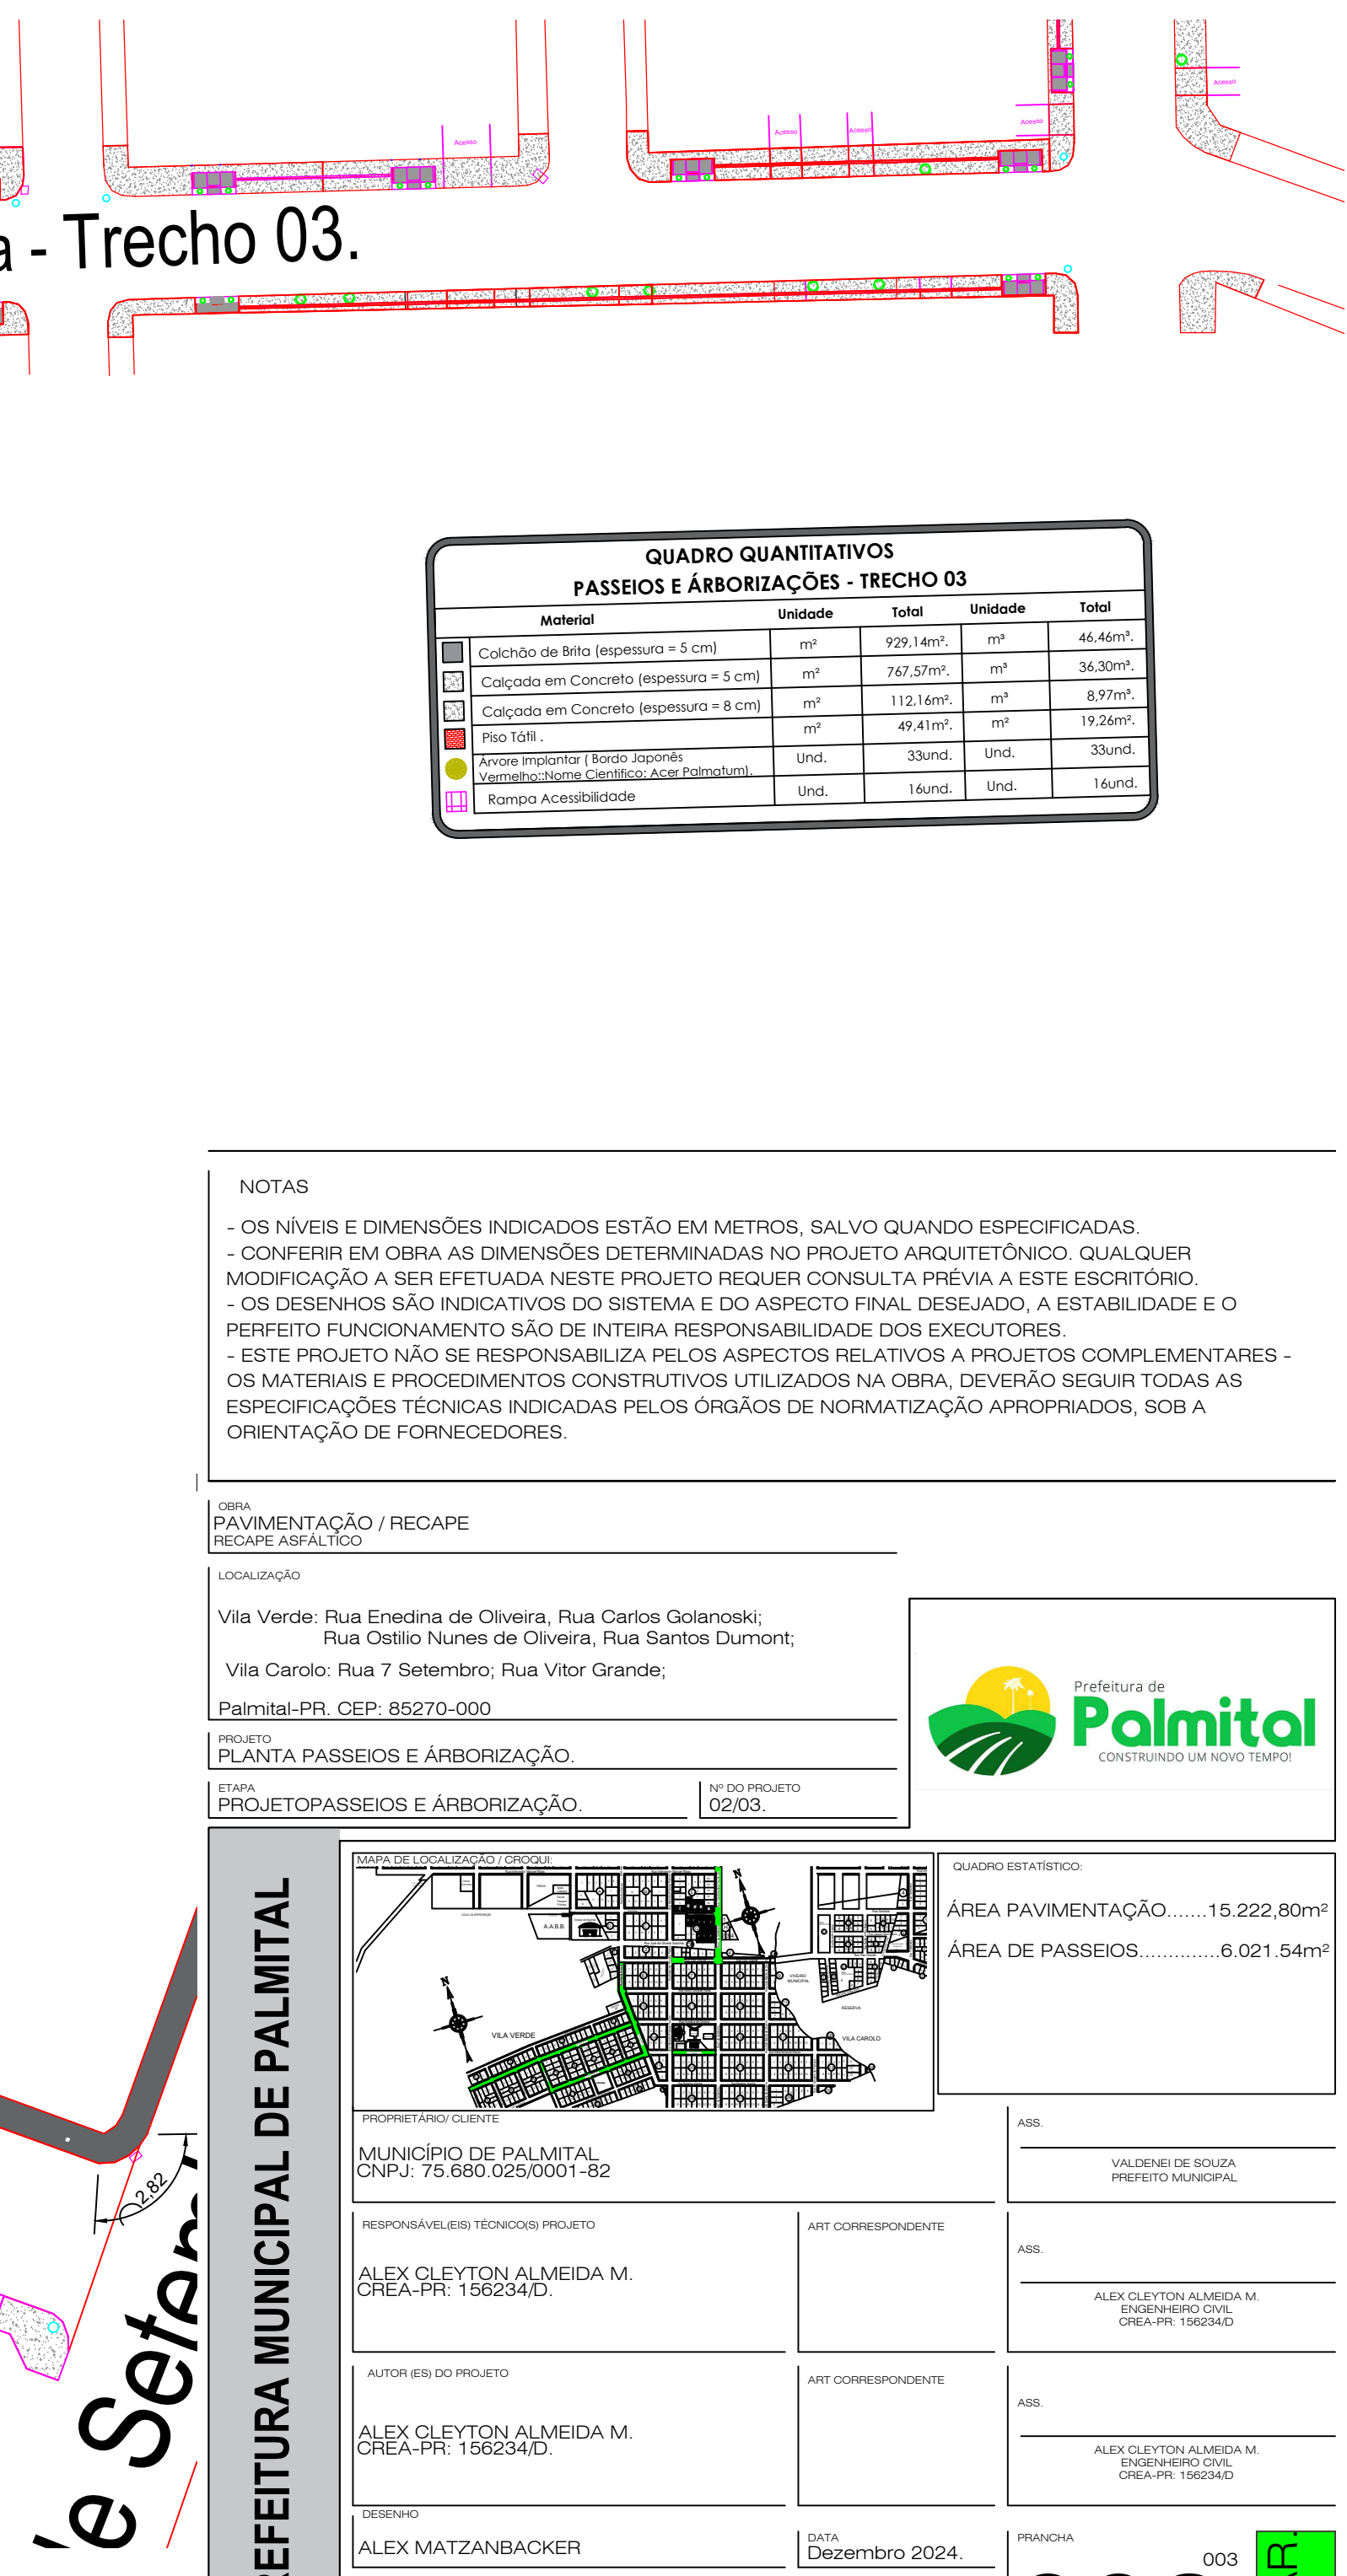 Acesso
Acesso
Acesso
Acesso
Acesso
a - Trecho 03.
QUADRO QUANTITATIVOS
PASSEIOS E ÁRBORIZAÇÕES - TRECHO 03
Material Unidade Total Unidade Total
Colchão de Brita (espessura = 5 cm) m² 929,14m². m³ 46,46m³.
Calçada em Concreto (espessura = 5 cm) m² 767,57m². m³ 36,30m³.
Calçada em Concreto (espessura = 8 cm) m² 112,16m². m³ 8,97m³.
Piso Tátil . m² 49,41m². m² 19,26m².
Árvore Implantar ( Bordo Japonês
Vermelho::Nome Cientifico: Acer Palmatum). Und. 33und. Und. 33und.
Rampa Acessibilidade Und. 16und. Und. 16und.
NOTAS
- OS NÍVEIS E DIMENSÕES INDICADOS ESTÃO EM METROS, SALVO QUANDO ESPECIFICADAS.
- CONFERIR EM OBRA AS DIMENSÕES DETERMINADAS NO PROJETO ARQUITETÔNICO. QUALQUER
MODIFICAÇÃO A SER EFETUADA NESTE PROJETO REQUER CONSULTA PRÉVIA A ESTE ESCRITÓRIO.
- OS DESENHOS SÃO INDICATIVOS DO SISTEMA E DO ASPECTO FINAL DESEJADO, A ESTABILIDADE E O
PERFEITO FUNCIONAMENTO SÃO DE INTEIRA RESPONSABILIDADE DOS EXECUTORES.
- ESTE PROJETO NÃO SE RESPONSABILIZA PELOS ASPECTOS RELATIVOS A PROJETOS COMPLEMENTARES -
OS MATERIAIS E PROCEDIMENTOS CONSTRUTIVOS UTILIZADOS NA OBRA, DEVERÃO SEGUIR TODAS AS
ESPECIFICAÇÕES TÉCNICAS INDICADAS PELOS ÓRGÃOS DE NORMATIZAÇÃO APROPRIADOS, SOB A
ORIENTAÇÃO DE FORNECEDORES.
OBRA
PAVIMENTAÇÃO / RECAPE
RECAPE ASFÁLTICO
LOCALIZAÇÃO
Vila Verde: Rua Enedina de Oliveira, Rua Carlos Golanoski;
Rua Ostilio Nunes de Oliveira, Rua Santos Dumont;
Vila Carolo: Rua 7 Setembro; Rua Vitor Grande;
Palmital-PR. CEP: 85270-000
Prefeitura de
Palmital
CONSTRUINDO UM NOVO TEMPO!
PROJETO
PLANTA PASSEIOS E ÁRBORIZAÇÃO.
ETAPA
PROJETOPASSEIOS E ÁRBORIZAÇÃO.
Nº DO PROJETO
02/03.
REFEITURA MUNICIPAL DE PALMITAL
MAPA DE LOCALIZAÇÃO / CROQUI:
A.A.B.B.
N
N
VIVEIRO
MUNICIPAL
RESERVA
VILA VERDE
VILA CAROLO
QUADRO ESTATÍSTICO:
ÁREA PAVIMENTAÇÃO.......15.222,80m²
ÁREA DE PASSEIOS..............6.021.54m²
PROPRIETÁRIO/ CLIENTE
MUNICÍPIO DE PALMITAL
CNPJ: 75.680.025/0001-82
ASS.
VALDENEI DE SOUZA
PREFEITO MUNICIPAL
RESPONSÁVEL(EIS) TÉCNICO(S) PROJETO
ALEX CLEYTON ALMEIDA M.
CREA-PR: 156234/D.
ART CORRESPONDENTE
ASS.
ALEX CLEYTON ALMEIDA M.
ENGENHEIRO CIVIL
CREA-PR: 156234/D
AUTOR (ES) DO PROJETO
ALEX CLEYTON ALMEIDA M.
CREA-PR: 156234/D.
ART CORRESPONDENTE
ASS.
ALEX CLEYTON ALMEIDA M.
ENGENHEIRO CIVIL
CREA-PR: 156234/D
DESENHO
ALEX MATZANBACKER
DATA
Dezembro 2024.
PRANCHA
003
AR.
2,82
de Setem